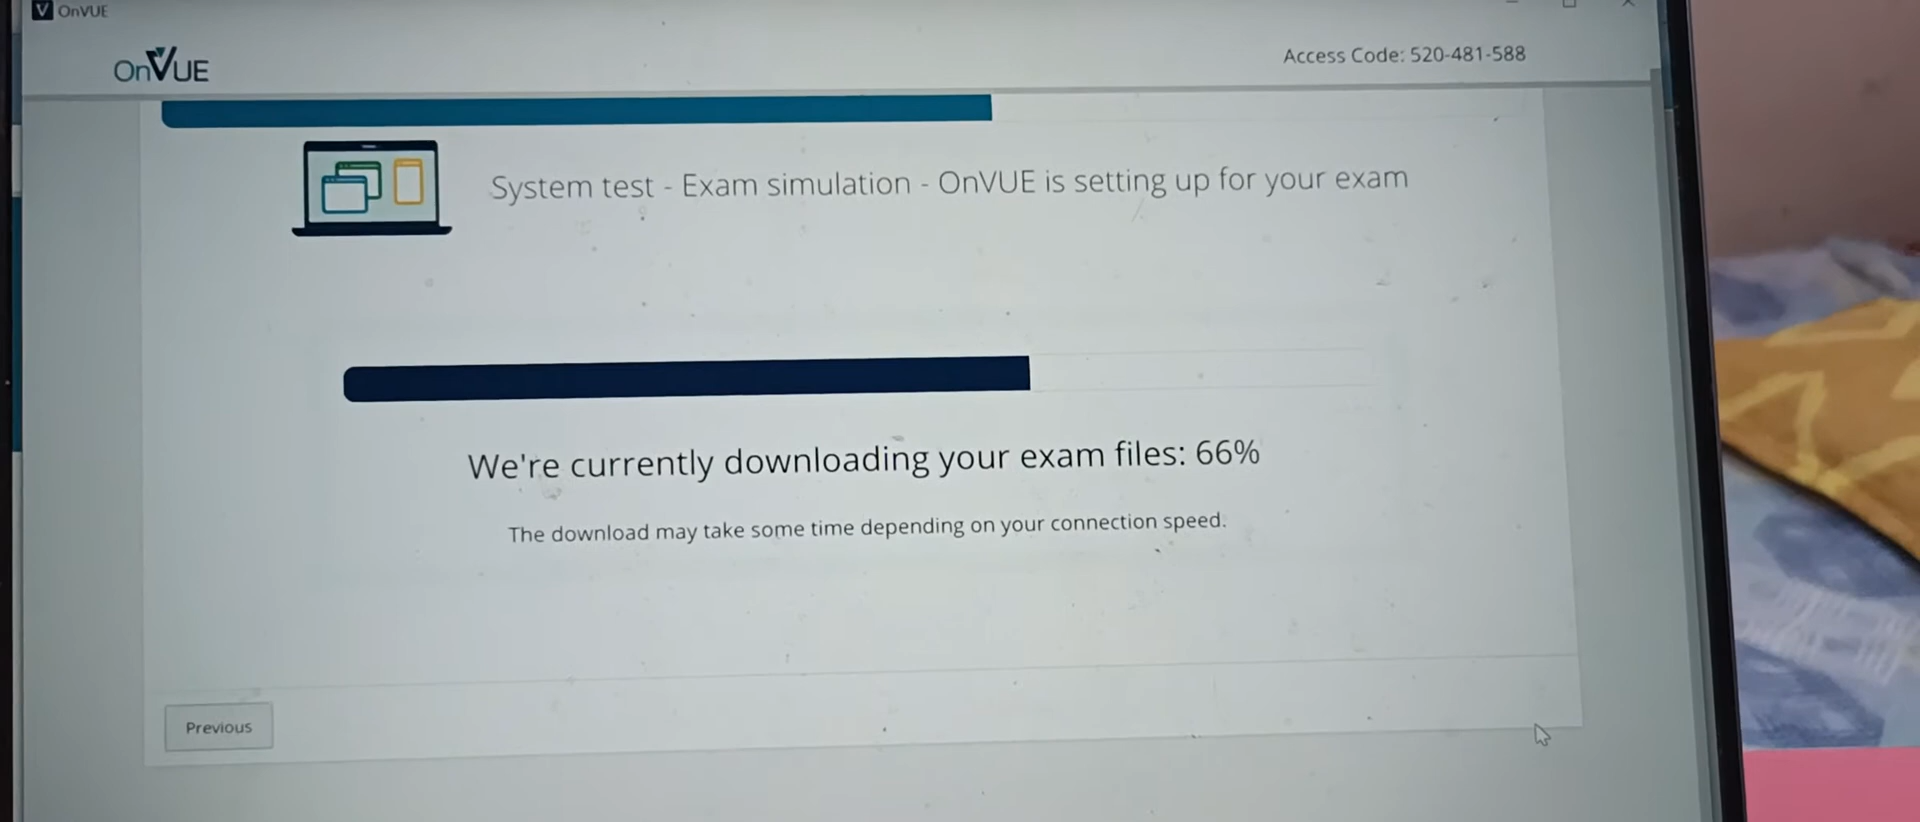 OnVUE
OnVUE
Access Code: 520-481-588
System test - Exam simulation - OnVUE is setting up for your exam
We're currently downloading your exam files: 66%
The download may take some time depending on your connection speed.
Previous